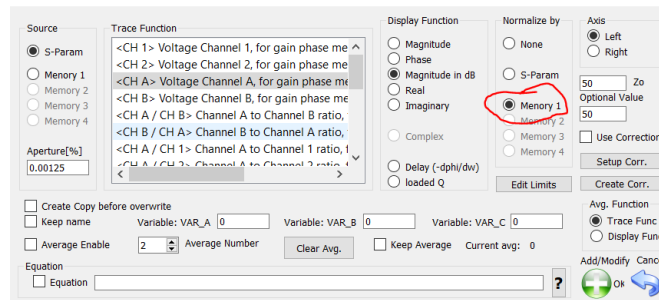 Source
S-Param
Menory 1
Memory 2
Memory 3
Memory 4
Aperture[%]
0.00125
Trace Function
<CH 1> Voltage Channel 1, for gain phase me
<CH 2> Voltage Channel 2, for gain phase me
<CH A> Voltage Channel A, for gain phase me
<CH B> Voltage Channel B, for gain phase me
<CH A / CH B> Channel A to Channel B ratio,
<CH B / CH A> Channel B to Channel A ratio,
<CH A / CH 1> Channel A to Channel 1 ratio, f
<CH A / CH 2> Channel A to Channel 2 ratio, f
Display Function
Magnitude
Phase
Magnitude in dB
Real
Imaginary
Complex
Delay (-dphi/dw)
loaded Q
Normalize by
None
S-Param
Menory 1
Memory 2
Memory 3
Memory 4
Edit Limits
Axis
Left
Right
50 Zo
Optional Value
50
Use Correction
Setup Corr.
Create Corr.
Create Copy before overwrite
Keep name Variable: VAR_A 0 Variable: VAR_B 0 Variable: VAR_C 0
Average Enable 2 Average Number Clear Avg. Keep Average Current avg: 0
Avg. Function
Trace Func
Display Fun
Equation
Equation ?
Add/Modify Cance
OK